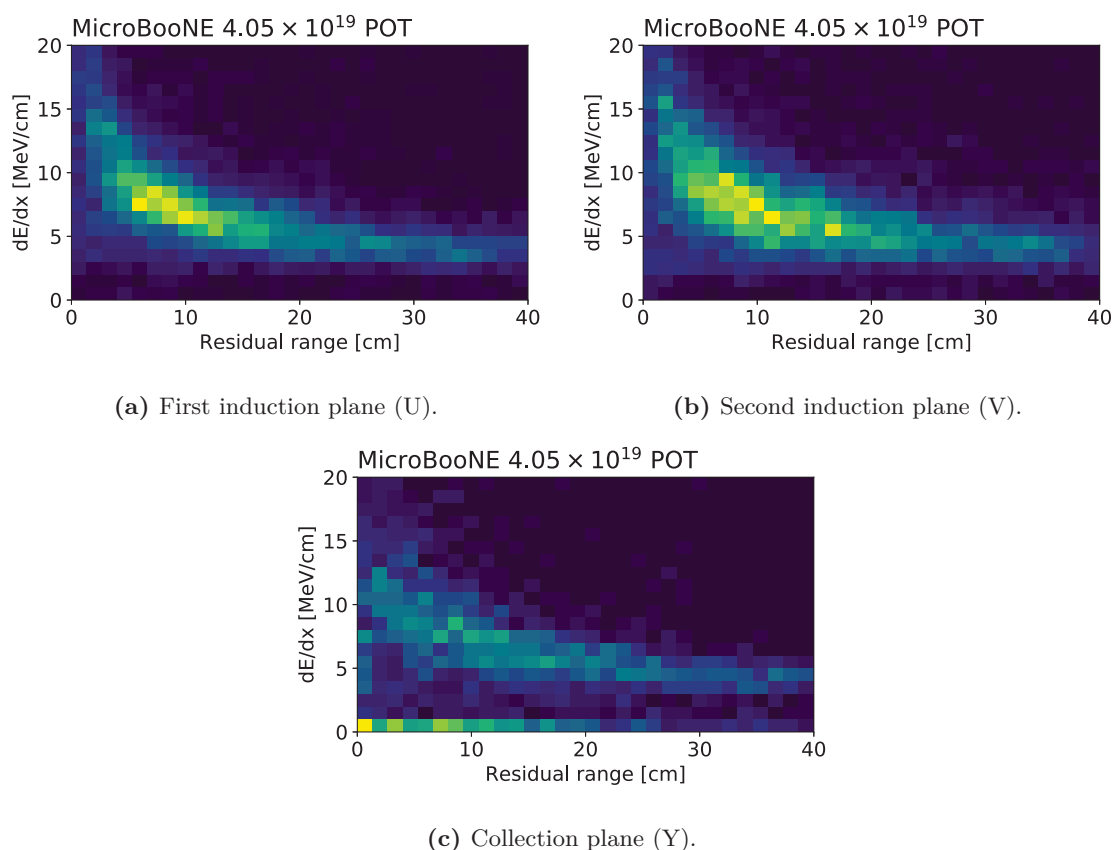 MicroBooNE 4.05 × 10¹⁹ POT
20
15
10
5
0
dE/dx [MeV/cm]
0 10 20 30 40
Residual range [cm]
(a) First induction plane (U).
MicroBooNE 4.05 × 10¹⁹ POT
20
15
10
5
0
dE/dx [MeV/cm]
0 10 20 30 40
Residual range [cm]
(b) Second induction plane (V).
MicroBooNE 4.05 × 10¹⁹ POT
20
15
10
5
0
dE/dx [MeV/cm]
0 10 20 30 40
Residual range [cm]
(c) Collection plane (Y).